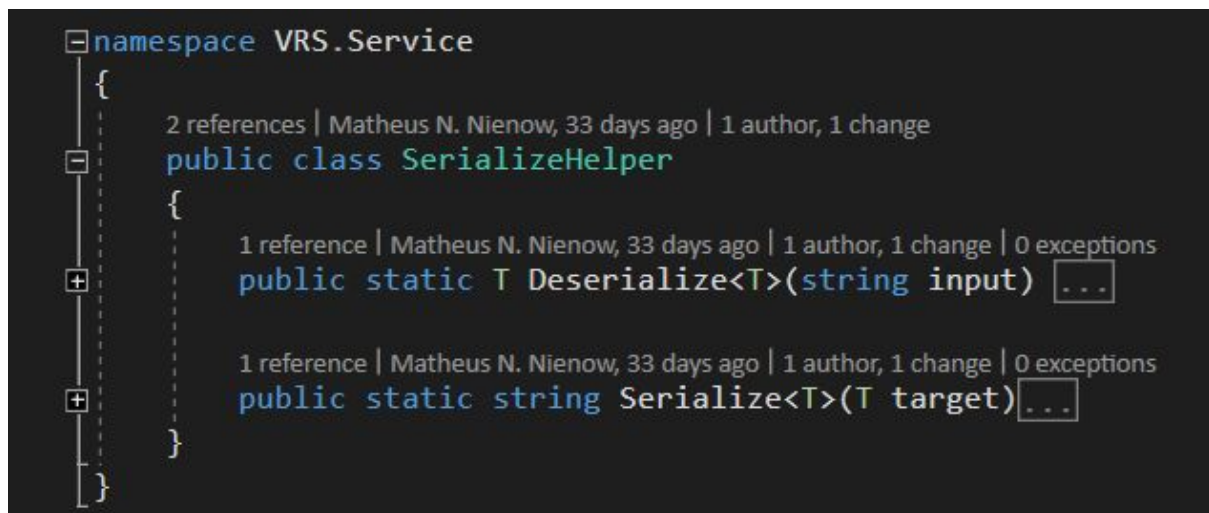 namespace VRS.Service
{
2 references | Matheus N. Nienow, 33 days ago | 1 author, 1 change
public class SerializeHelper
{
1 reference | Matheus N. Nienow, 33 days ago | 1 author, 1 change | 0 exceptions
public static T Deserialize<T>(string input) ...
1 reference | Matheus N. Nienow, 33 days ago | 1 author, 1 change | 0 exceptions
public static string Serialize<T>(T target)...
}
}